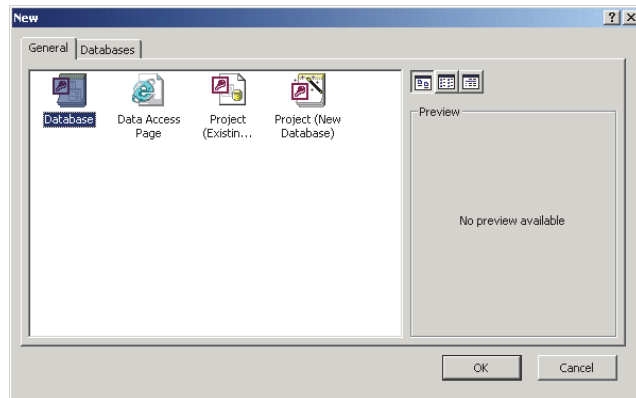 New
General Databases
Database Data Access Project Project (New
Page (Existin... Database)
Preview
No preview available
OK Cancel